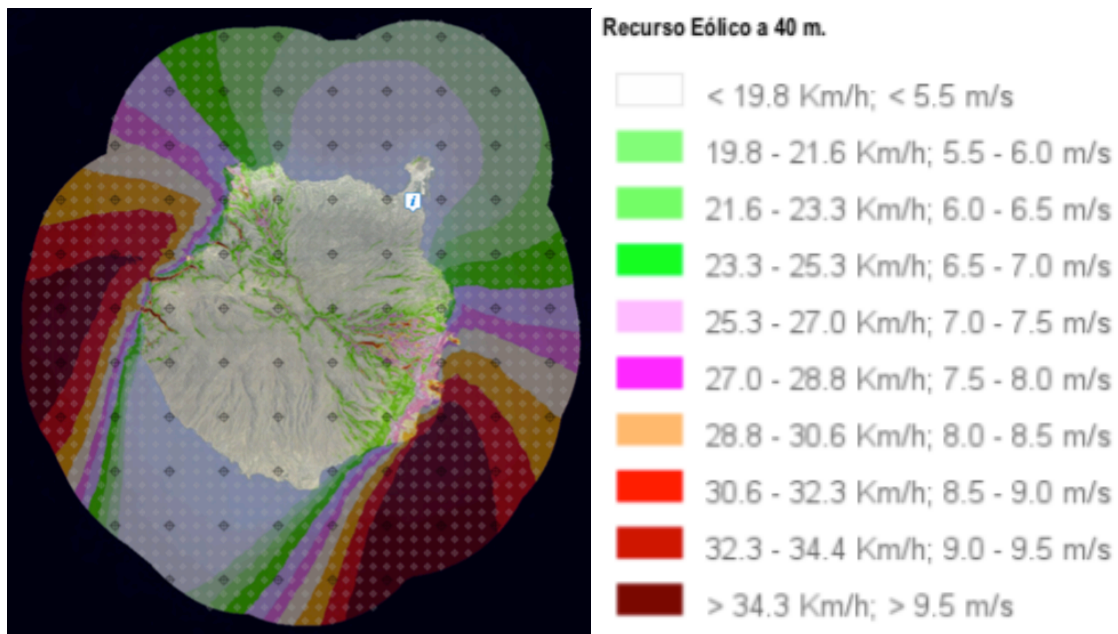 Recurso Eólico a 40 m.
< 19.8 Km/h; < 5.5 m/s
19.8 - 21.6 Km/h; 5.5 - 6.0 m/s
21.6 - 23.3 Km/h; 6.0 - 6.5 m/s
23.3 - 25.3 Km/h; 6.5 - 7.0 m/s
25.3 - 27.0 Km/h; 7.0 - 7.5 m/s
27.0 - 28.8 Km/h; 7.5 - 8.0 m/s
28.8 - 30.6 Km/h; 8.0 - 8.5 m/s
30.6 - 32.3 Km/h; 8.5 - 9.0 m/s
32.3 - 34.4 Km/h; 9.0 - 9.5 m/s
> 34.3 Km/h; > 9.5 m/s
i